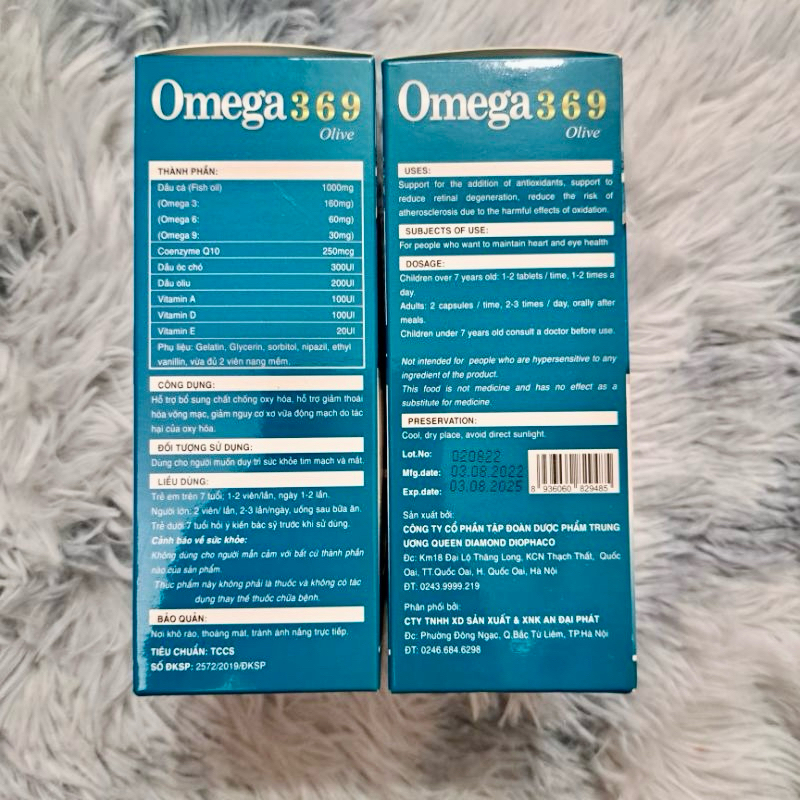 Omega 369
Olive
THÀNH PHẦN:
Dầu cá (Fish oil) 1000mg
(Omega 3: 160mg)
(Omega 6: 60mg)
(Omega 9: 30mg)
Coenzyme Q10 250mcg
Dầu óc chó 300UI
Dầu oliu 200UI
Vitamin A 100UI
Vitamin D 100UI
Vitamin E 20UI
Phụ liệu: Gelatin, Glycerin, sorbitol, nipazil, ethyl
vanillin, vừa đủ 2 viên nang mềm.
CÔNG DỤNG:
Hỗ trợ bổ sung chất chống oxy hóa, hỗ trợ giảm thoái
hóa võng mạc, giảm nguy cơ xơ vữa động mạch do tác
hại của oxy hóa.
ĐỐI TƯỢNG SỬ DỤNG:
Dùng cho người muốn duy trì sức khỏe tim mạch và mắt.
LIỀU DÙNG:
Trẻ em trên 7 tuổi: 1-2 viên/lần, ngày 1-2 lần.
Người lớn: 2 viên/ lần, 2-3 lần/ngày, uống sau bữa ăn.
Trẻ dưới 7 tuổi hỏi ý kiến bác sỹ trước khi sử dụng.
Cảnh báo về sức khỏe:
Không dùng cho người mẫn cảm với bất cứ thành phần
nào của sản phẩm.
Thực phẩm này không phải là thuốc và không có tác
dụng thay thế thuốc chữa bệnh.
BẢO QUẢN:
Nơi khô ráo, thoáng mát, tránh ánh nắng trực tiếp.
TIÊU CHUẨN: TCCS
SỐ ĐKSP: 2572/2019/ĐKSP
Omega 369
Olive
USES:
Support for the addition of antioxidants, support to
reduce retinal degeneration, reduce the risk of
atherosclerosis due to the harmful effects of oxidation.
SUBJECTS OF USE:
For people who want to maintain heart and eye health
DOSAGE:
Children over 7 years old: 1-2 tablets / time, 1-2 times a
day.
Adults: 2 capsules / time, 2-3 times / day, orally after
meals.
Children under 7 years old consult a doctor before use.
Not intended for people who are hypersensitive to any
ingredient of the product.
This food is not medicine and has no effect as a
substitute for medicine.
PRESERVATION:
Cool, dry place, avoid direct sunlight.
Lot.No: 020822
Mfg.date: 03.08.2022
Exp.date: 03.08.2025
8 936060 829485
Sản xuất bởi:
CÔNG TY CỔ PHẦN TẬP ĐOÀN DƯỢC PHẨM TRUNG
ƯƠNG QUEEN DIAMOND DIOPHACO
Đc: Km18 Đại Lộ Thăng Long, KCN Thạch Thất, Quốc
Oai, TT.Quốc Oai, H. Quốc Oai, Hà Nội
ĐT: 0243.9999.219
Phân phối bởi:
CTY TNHH XD SẢN XUẤT & XNK AN ĐẠI PHÁT
Đc: Phường Đông Ngạc, Q.Bắc Từ Liêm, TP.Hà Nội
ĐT: 0246.684.6298